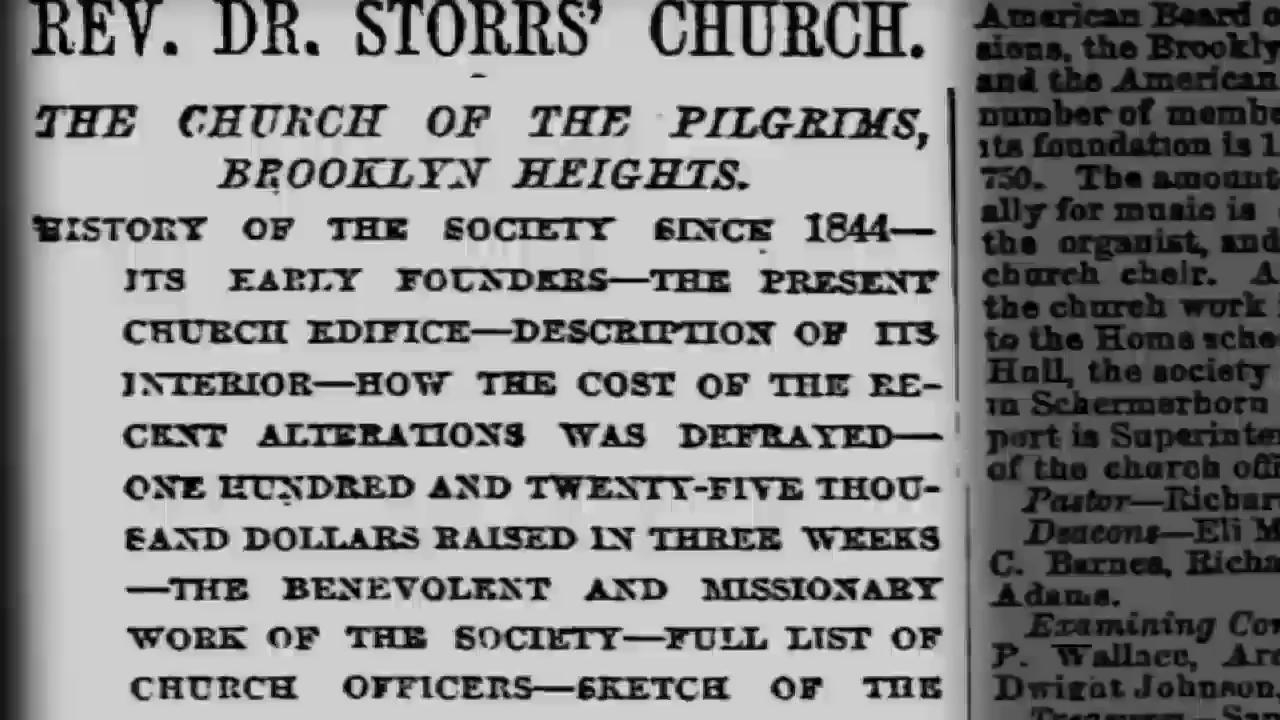 REV. DR. STORRS' CHURCH.
THE CHURCH OF THE PILGRIMS,
BROOKLYN HEIGHTS.
HISTORY OF THE SOCIETY SINCE 1844—
ITS EARLY FOUNDERS—THE PRESENT
CHURCH EDIFICE—DESCRIPTION OF ITS
INTERIOR—HOW THE COST OF THE RE-
CENT ALTERATIONS WAS DEFRAYED—
ONE HUNDRED AND TWENTY-FIVE THOU-
SAND DOLLARS RAISED IN THREE WEEKS
—THE BENEVOLENT AND MISSIONARY
WORK OF THE SOCIETY—FULL LIST OF
CHURCH OFFICERS—SKETCH OF THE
American Board
sions, the Brookly
and the American
number of membe
its foundation is 1
750. The amount
ally for music is
the organist, and
church choir. A
the church work
to the Home sche
Hall, the society
in Schermerhorn
port is Superinte
of the church offi
Pastor—Richar
Deacons—Eli M
C. Barnes, Richa
Adams.
Examining Co
P. Wallace, Ar
Dwight Johnson,